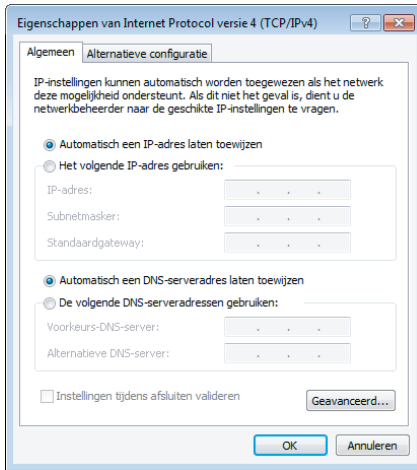 Eigenschappen van Internet Protocol versie 4 (TCP/IPv4)
Algemeen
Alternatieve configuratie
IP-instellingen kunnen automatisch worden toegewezen als het netwerk
deze mogelijkheid ondersteunt. Als dit niet het geval is, dient u de
netwerkbeheerder naar de geschikte IP-instellingen te vragen.
Automatisch een IP-adres laten toewijzen
Het volgende IP-adres gebruiken:
IP-adres:
Subnetmasker:
Standaardgateway:
Automatisch een DNS-serveradres laten toewijzen
De volgende DNS-serveradressen gebruiken:
Voorkeurs-DNS-server:
Alternatieve DNS-server:
Instellingen tijdens afsluiten valideren
Geavanceerd...
OK
Annuleren